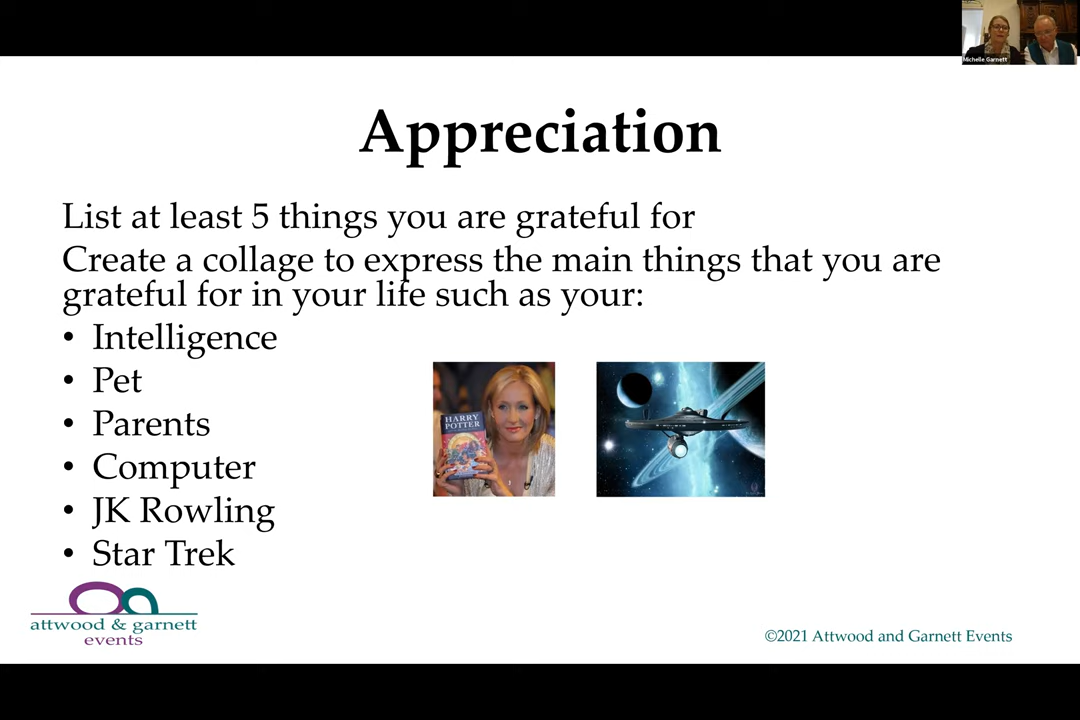 Michelle Garnett
Appreciation
List at least 5 things you are grateful for
Create a collage to express the main things that you are
grateful for in your life such as your:
• Intelligence
• Pet
• Parents
• Computer
• JK Rowling
• Star Trek
HARRY
POTTER
attwood & garnett
events
©2021 Attwood and Garnett Events